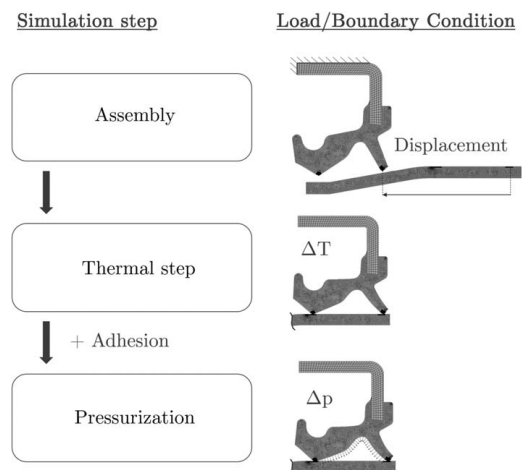 Simulation step
Load/Boundary Condition
Assembly
Displacement
Thermal step
ΔT
+ Adhesion
Pressurization
Δp